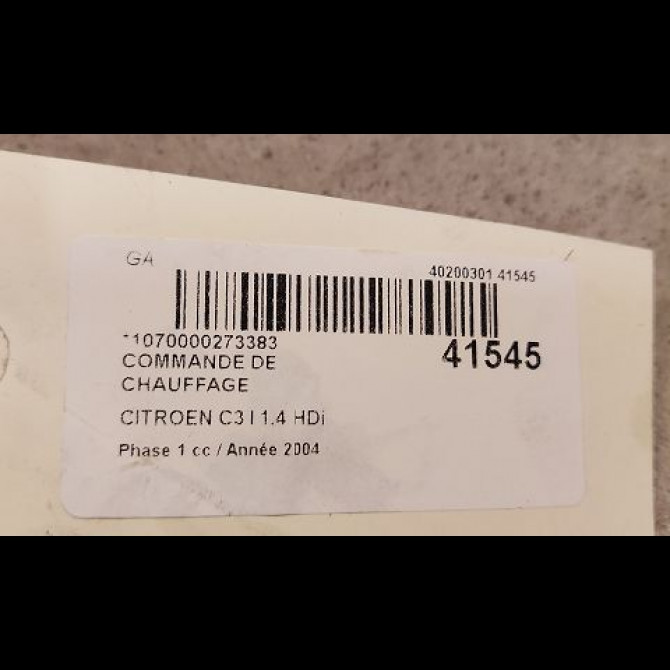 GA
40200301 41545
-1070000273383
41545
COMMANDE DE
CHAUFFAGE
CITROEN C3 I 1.4 HDi
Phase 1 cc / Année 2004